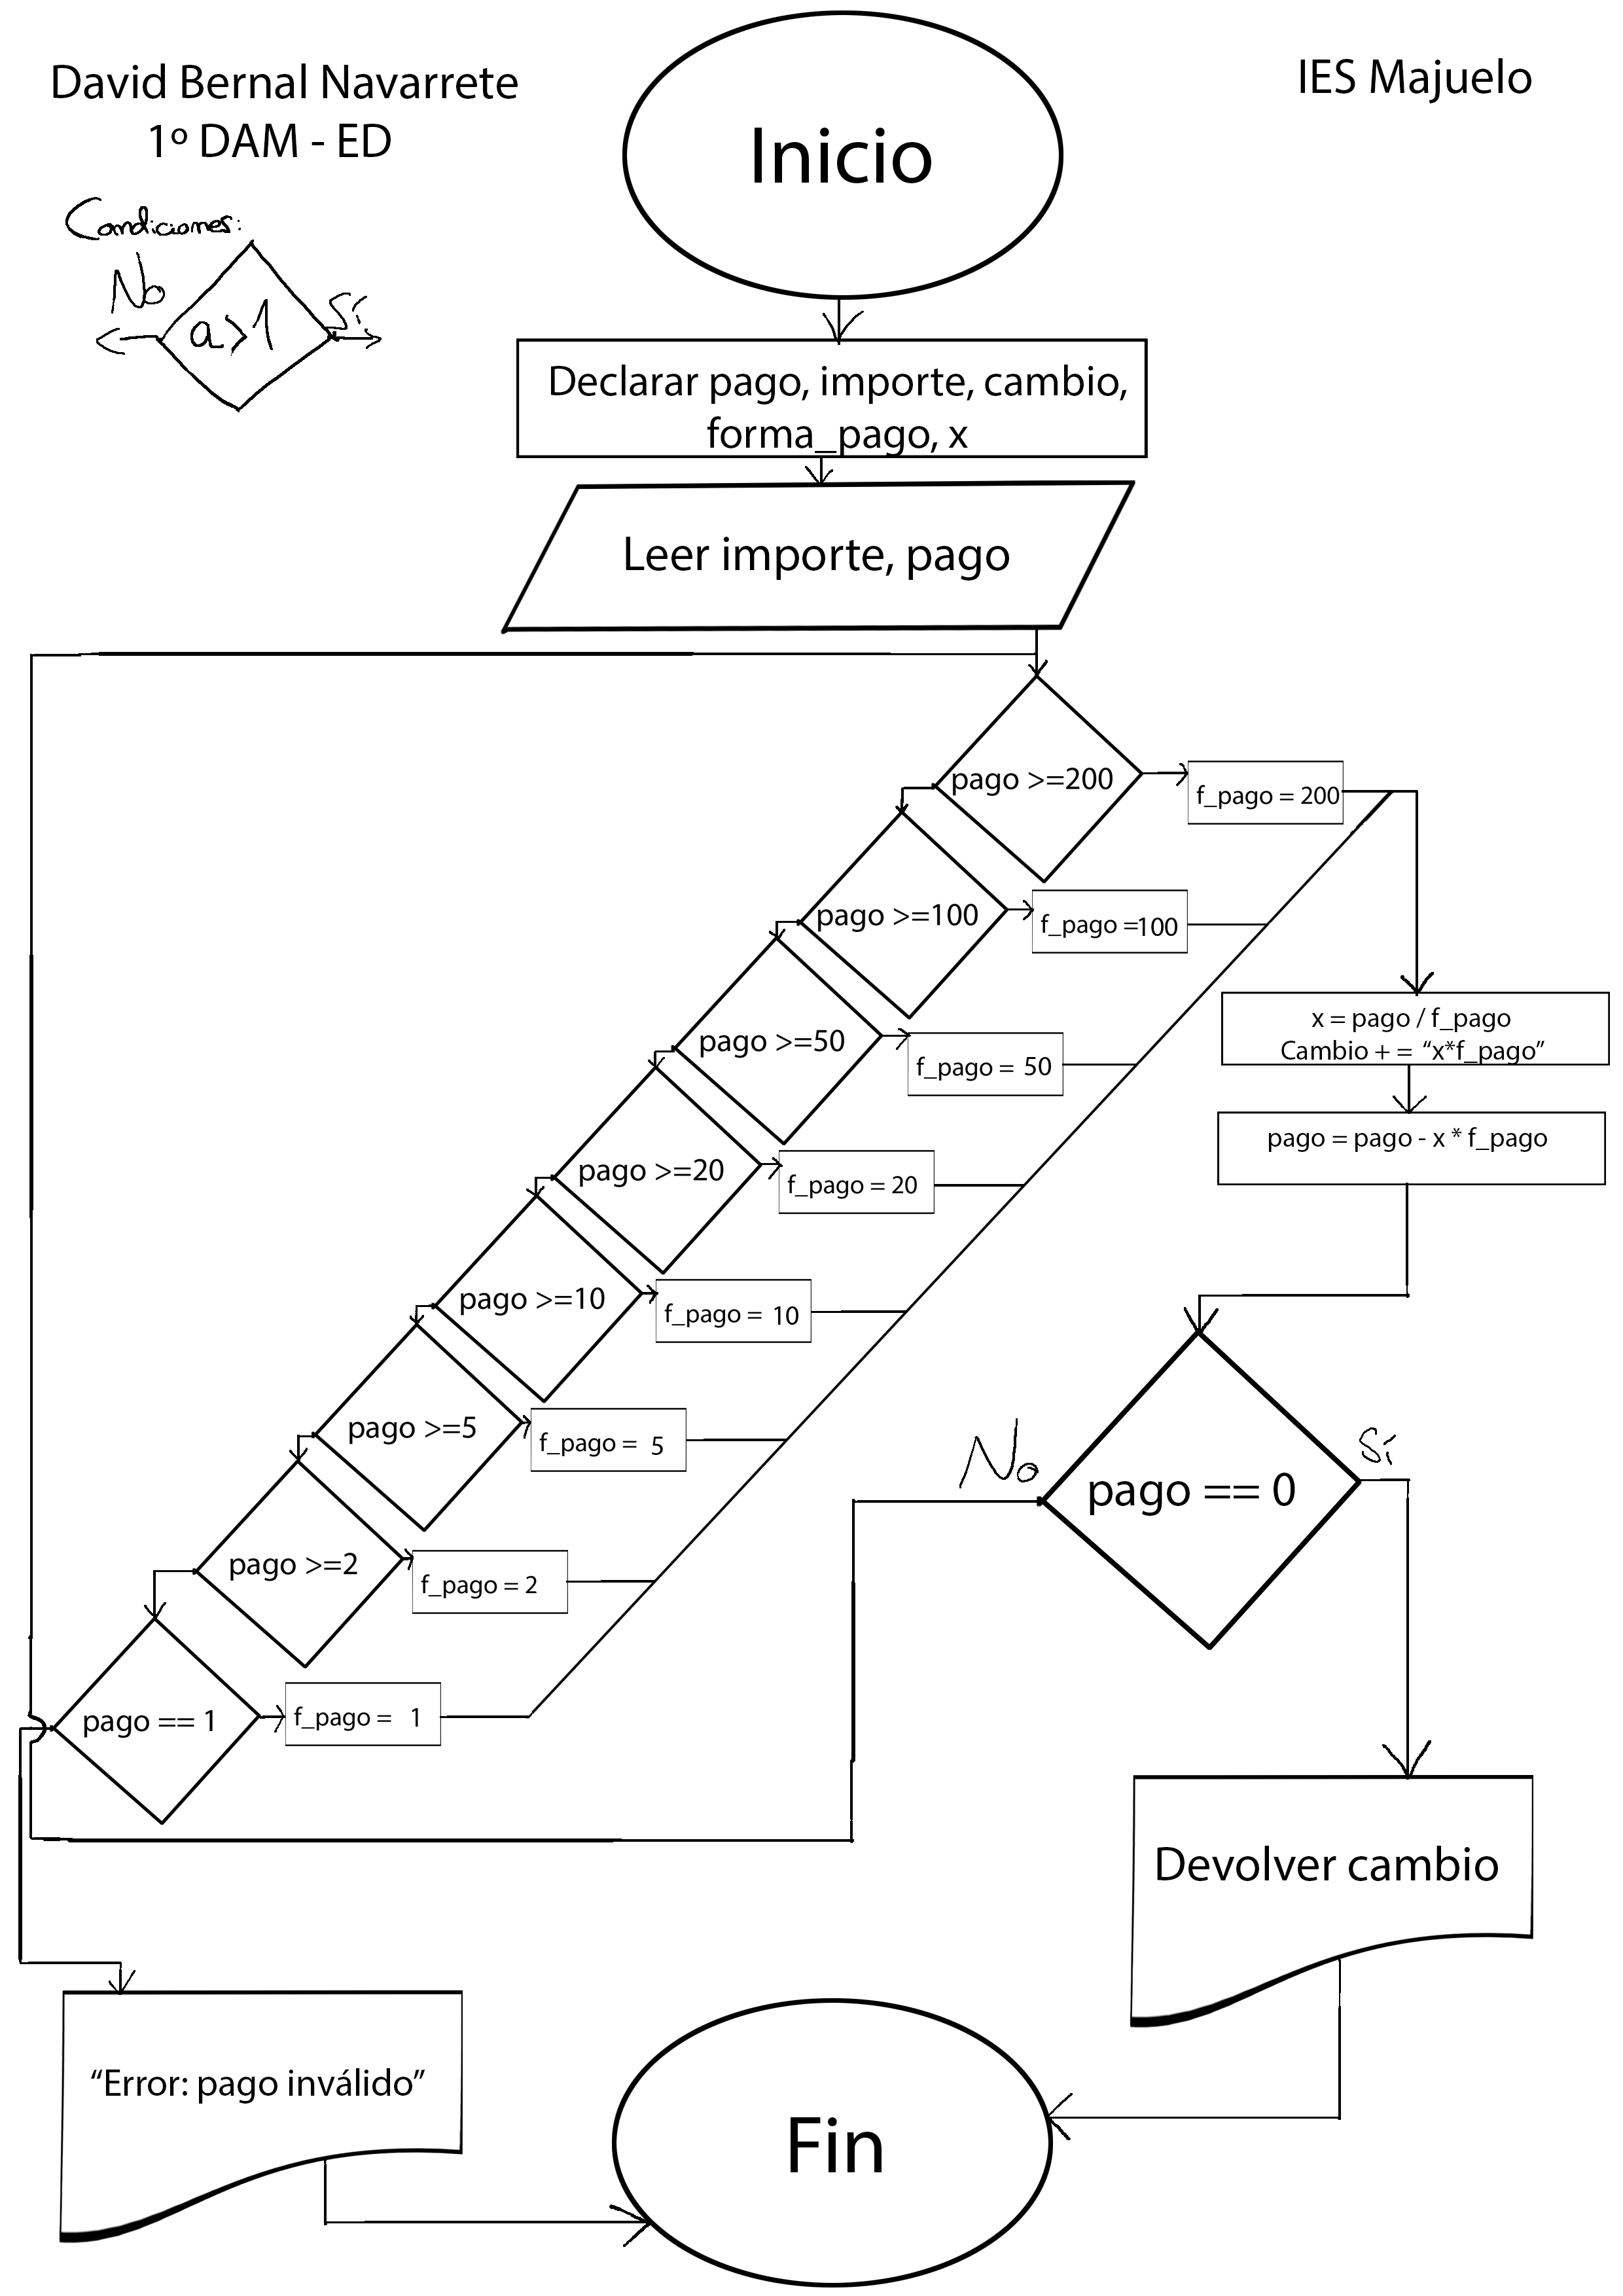 David Bernal Navarrete
1º DAM - ED
IES Majuelo
Condiciones:
No
a>1
Sí
Inicio
Declarar pago, importe, cambio,
forma_pago, x
Leer importe, pago
pago >=200
f_pago = 200
pago >=100
f_pago =100
pago >=50
f_pago = 50
pago >=20
f_pago = 20
pago >=10
f_pago = 10
pago >=5
f_pago = 5
pago >=2
f_pago = 2
pago == 1
f_pago = 1
x = pago / f_pago
Cambio + = “x*f_pago”
pago = pago - x * f_pago
No
pago == 0
Sí
Devolver cambio
“Error: pago inválido”
Fin